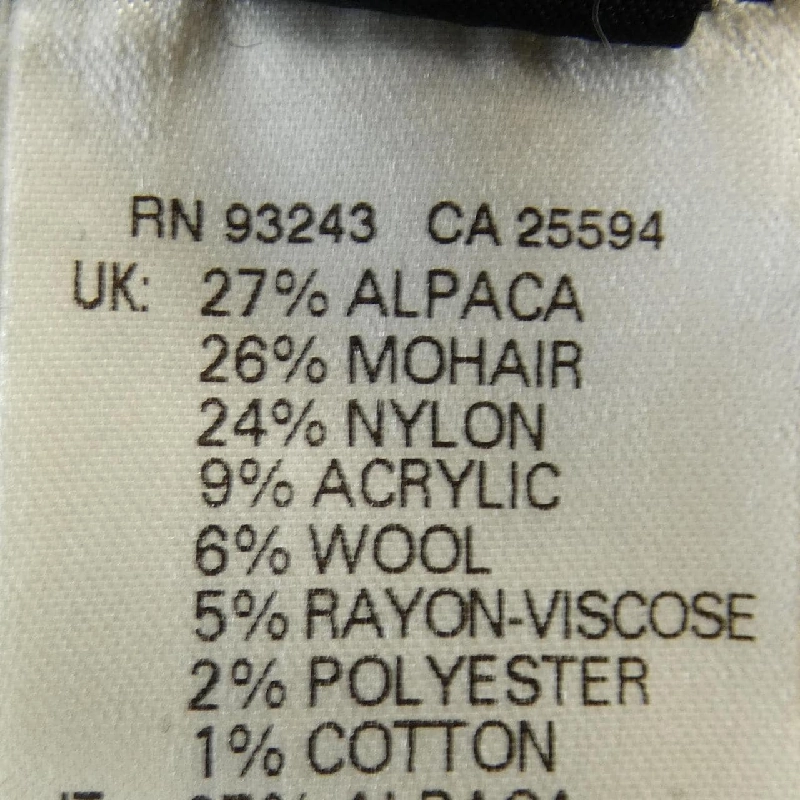 RN 93243 CA 25594
UK: 27% ALPACA
26% MOHAIR
24% NYLON
9% ACRYLIC
6% WOOL
5% RAYON-VISCOSE
2% POLYESTER
1% COTTON